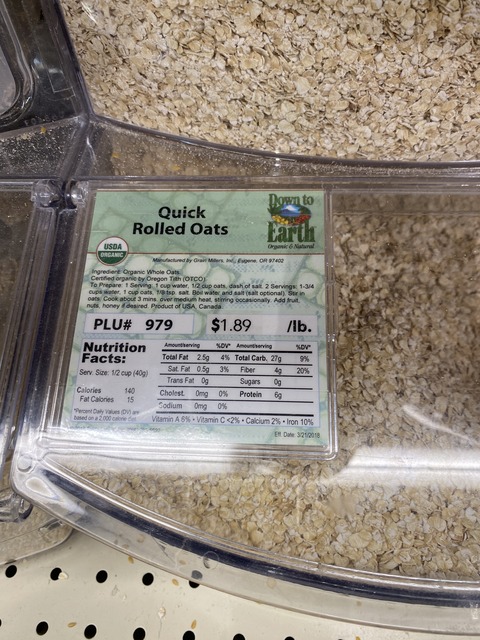 Quick
Rolled Oats
Down to
Earth
Organic & Natural
USDA
ORGANIC
Manufactured by Grain Millers, Inc., Eugene, OR 97402
Ingredient: Organic Whole Oats.
Certified organic by Oregon Tilth (OTCO)
To Prepare: 1 Serving: 1 cup water, 1/2 cup oats, dash of salt. 2 Servings: 1-3/4
cups water, 1 cup oats, 1/8 tsp. salt. Boil water and salt (salt optional). Stir in
oats. Cook about 3 mins. over medium heat, stirring occasionally. Add fruit,
nuts, honey if desired. Product of USA, Canada.
PLU# 979 $1.89 /lb.
Nutrition
Facts:
Serv. Size: 1/2 cup (40g)
Calories 140
Fat Calories 15
*Percent Daily Values (DV) are
based on a 2,000 calorie diet.
Amount/serving %DV* Amount/serving %DV*
Total Fat 2.5g 4% Total Carb. 27g 9%
Sat. Fat 0.5g 3% Fiber 4g 20%
Trans Fat 0g Sugars 0g
Cholest. 0mg 0% Protein 6g
Sodium 0mg 0%
Vitamin A 6% • Vitamin C <2% • Calcium 2% • Iron 10%
Eff. Date: 3/21/2018